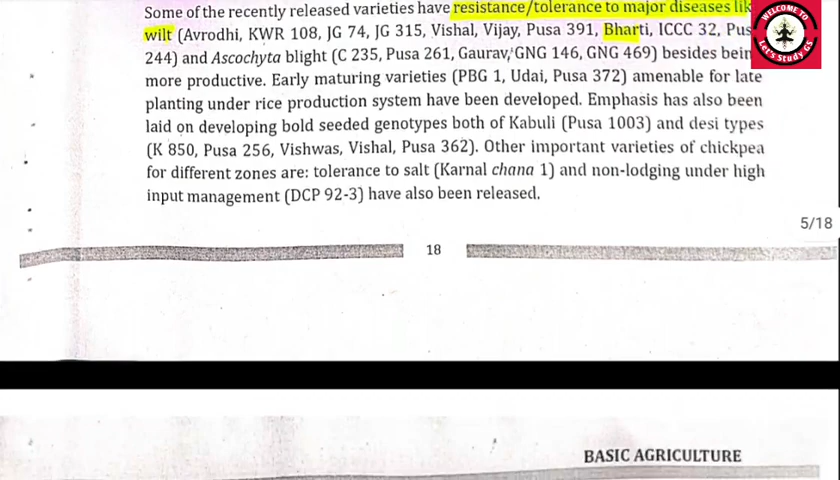 Some of the recently released varieties have resistance/tolerance to major diseases lik
wilt (Avrodhi, KWR 108, JG 74, JG 315, Vishal, Vijay, Pusa 391, Bharti, ICCC 32, Pus
244) and Ascochyta blight (C 235, Pusa 261, Gaurav, GNG 146, GNG 469) besides bein
more productive. Early maturing varieties (PBG 1, Udai, Pusa 372) amenable for late
planting under rice production system have been developed. Emphasis has also been
laid on developing bold seeded genotypes both of Kabuli (Pusa 1003) and desi types
(K 850, Pusa 256, Vishwas, Vishal, Pusa 362). Other important varieties of chickpea
for different zones are: tolerance to salt (Karnal chana 1) and non-lodging under high
input management (DCP 92-3) have also been released.
WELCOME TO
Let's Study GS
5/18
18
BASIC AGRICULTURE